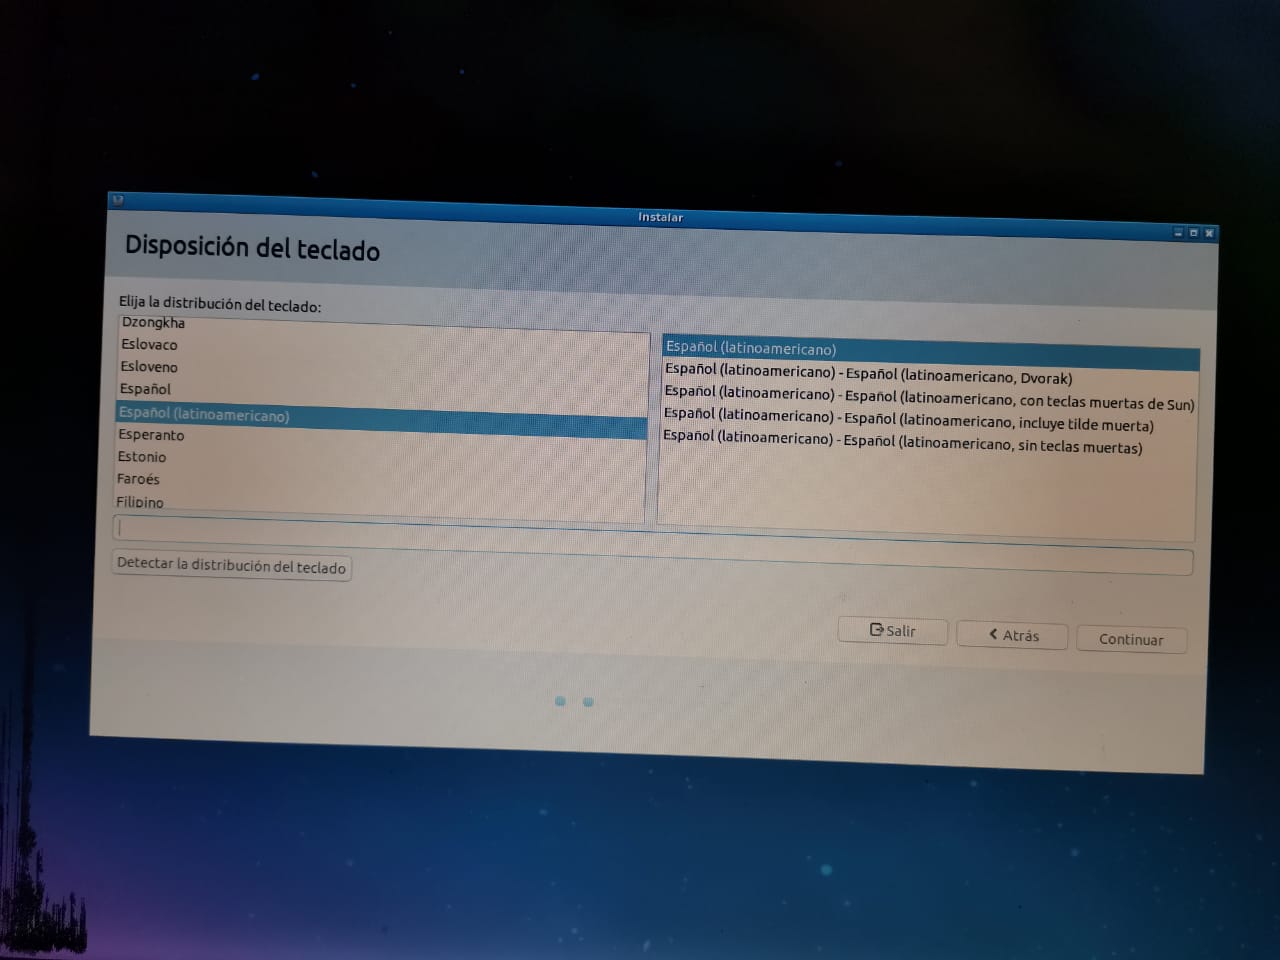 Instalar
Disposición del teclado
Elija la distribución del teclado:
Dzongkha
Eslovaco
Esloveno
Español
Español (latinoamericano)
Esperanto
Estonio
Faroés
Filipino
Español (latinoamericano)
Español (latinoamericano) - Español (latinoamericano, Dvorak)
Español (latinoamericano) - Español (latinoamericano, con teclas muertas de Sun)
Español (latinoamericano) - Español (latinoamericano, incluye tilde muerta)
Español (latinoamericano) - Español (latinoamericano, sin teclas muertas)
Detectar la distribución del teclado
Salir
Atrás
Continuar